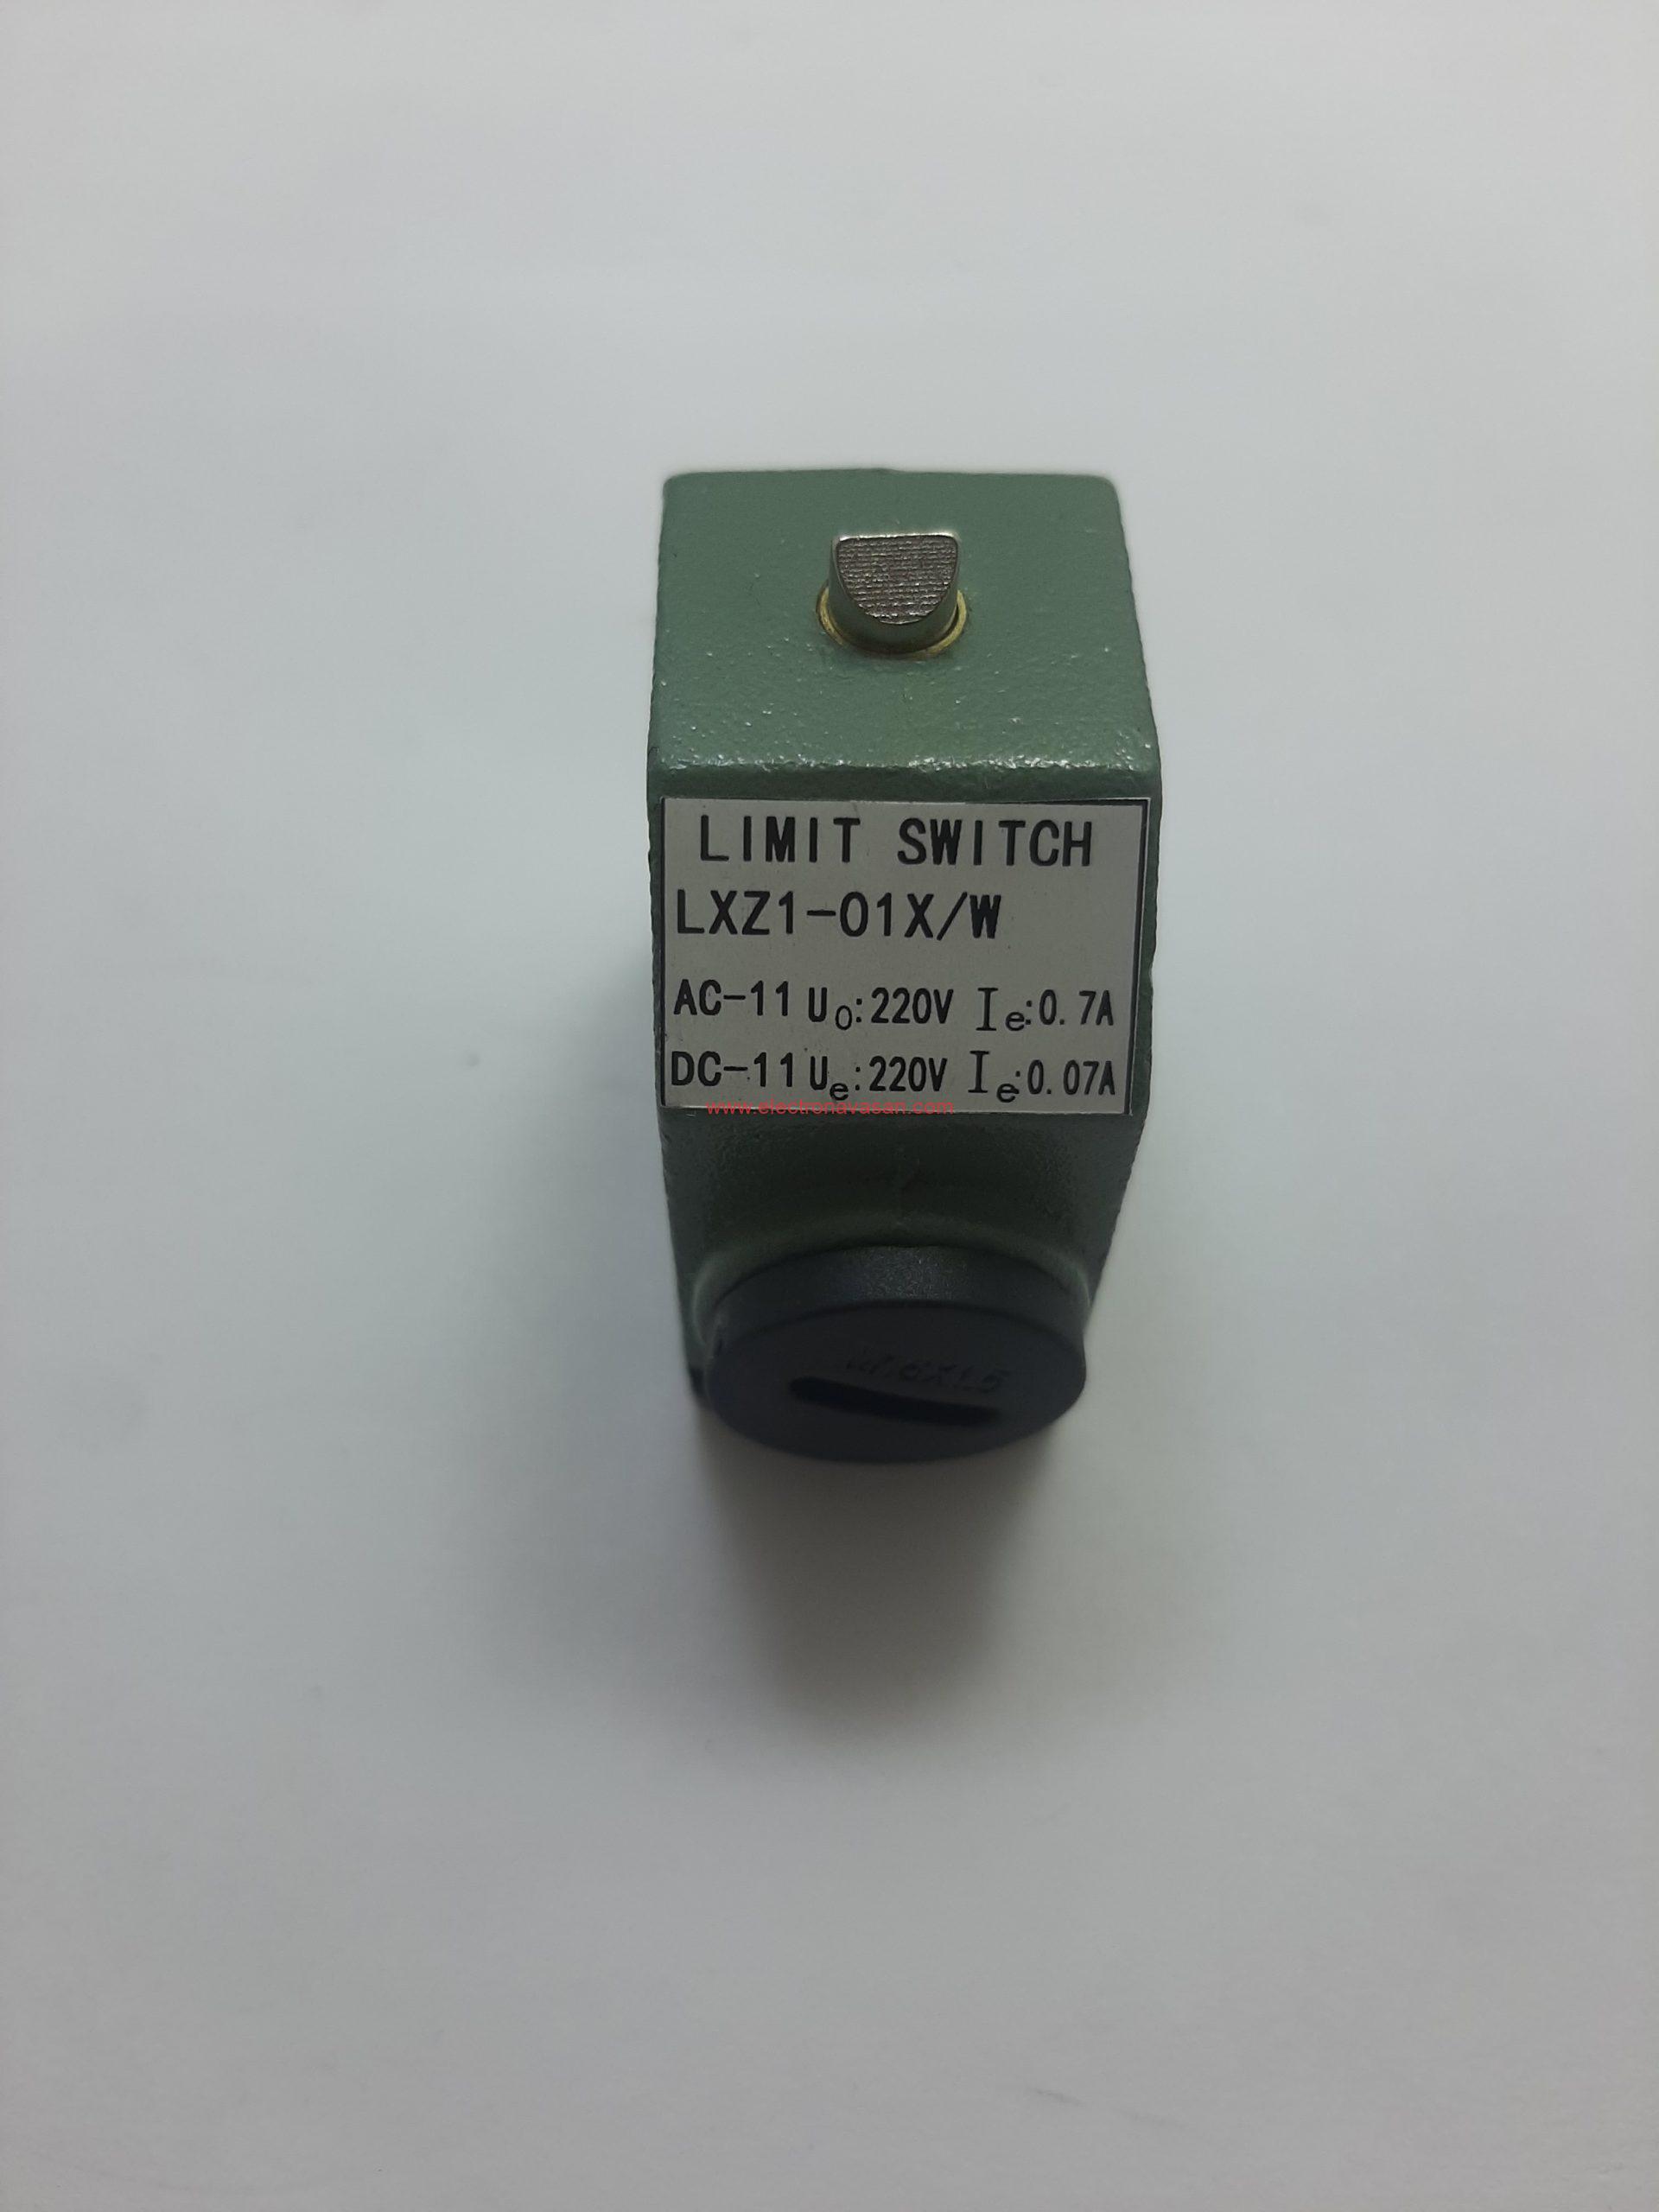 LIMIT SWITCH
LXZ1-01X/W
AC-11 Uo:220V Ie:0.7A
DC-11 Ue:220V Ie:0.07A
www.electronavasan.com